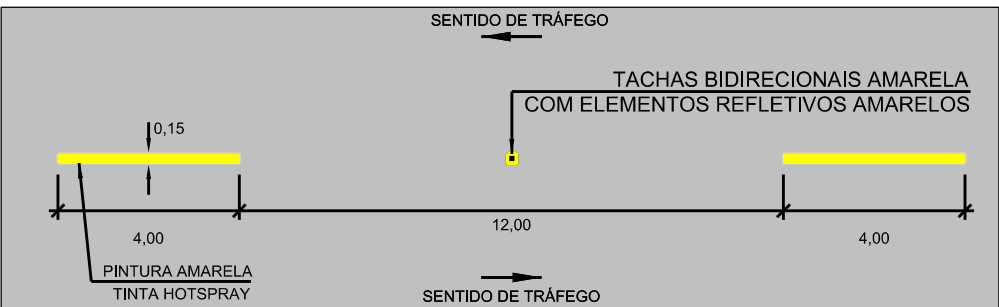 SENTIDO DE TRÁFEGO
TACHAS BIDIRECIONAIS AMARELA
COM ELEMENTOS REFLETIVOS AMARELOS
0,15
4,00
12,00
4,00
PINTURA AMARELA
TINTA HOTSPRAY
SENTIDO DE TRÁFEGO